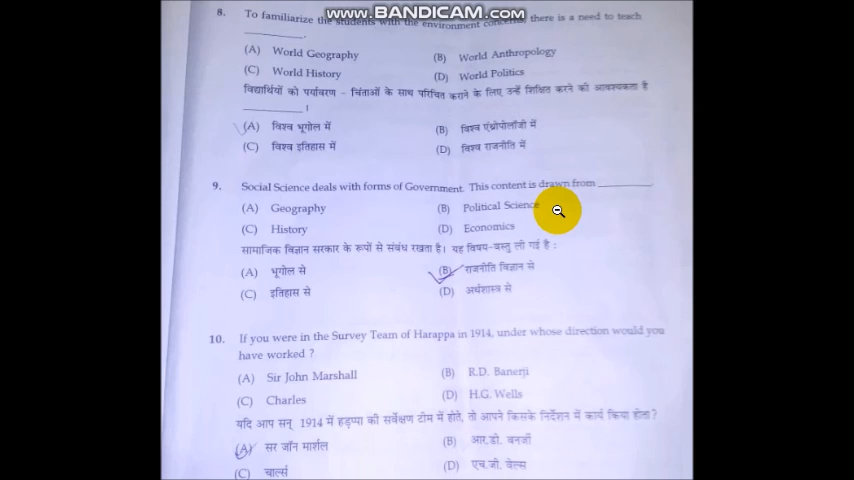 www.BANDICAM.com
8. To familiarize the students with the environment concerns, there is a need to teach
(A) World Geography (B) World Anthropology
(C) World History (D) World Politics
विद्यार्थियों को पर्यावरण - चिंताओं के साथ परिचित कराने के लिए उन्हें शिक्षित करने की आवश्यकता है
__________ ।
(A) विश्व भूगोल में (B) विश्व एंथ्रोपोलॉजी में
(C) विश्व इतिहास में (D) विश्व राजनीति में
9. Social Science deals with forms of Government. This content is drawn from __________
(A) Geography (B) Political Science
(C) History (D) Economics
सामाजिक विज्ञान सरकार के रूपों से संबंध रखता है। यह विषय-वस्तु ली गई है :
(A) भूगोल से (B) राजनीति विज्ञान से
(C) इतिहास से (D) अर्थशास्त्र से
10. If you were in the Survey Team of Harappa in 1914, under whose direction would you
have worked ?
(A) Sir John Marshall (B) R.D. Banerji
(C) Charles (D) H.G. Wells
यदि आप सन् 1914 में हड़प्पा की सर्वेक्षण टीम में होते, तो आपने किसके निर्देशन में कार्य किया होता?
(A) सर जॉन मार्शल (B) आर.डी. बनर्जी
(C) चार्ल्स (D) एच.जी. वेल्स